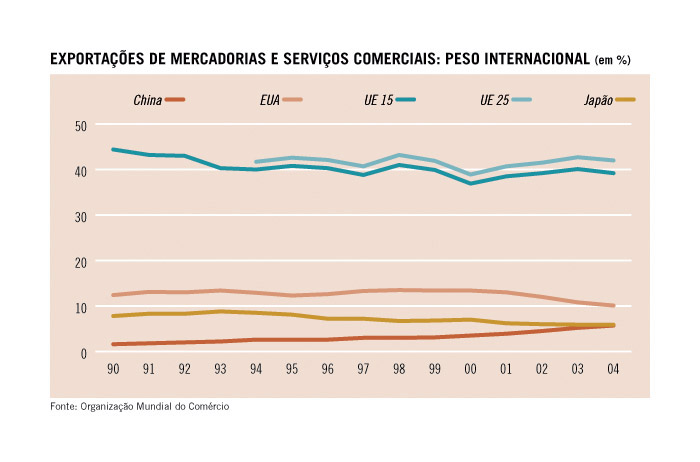 EXPORTAÇÕES DE MERCADORIAS E SERVIÇOS COMERCIAIS: PESO INTERNACIONAL (em %)
China EUA UE 15 UE 25 Japão
50
40
30
20
10
0
90 91 92 93 94 95 96 97 98 99 00 01 02 03 04
Fonte: Organização Mundial do Comércio